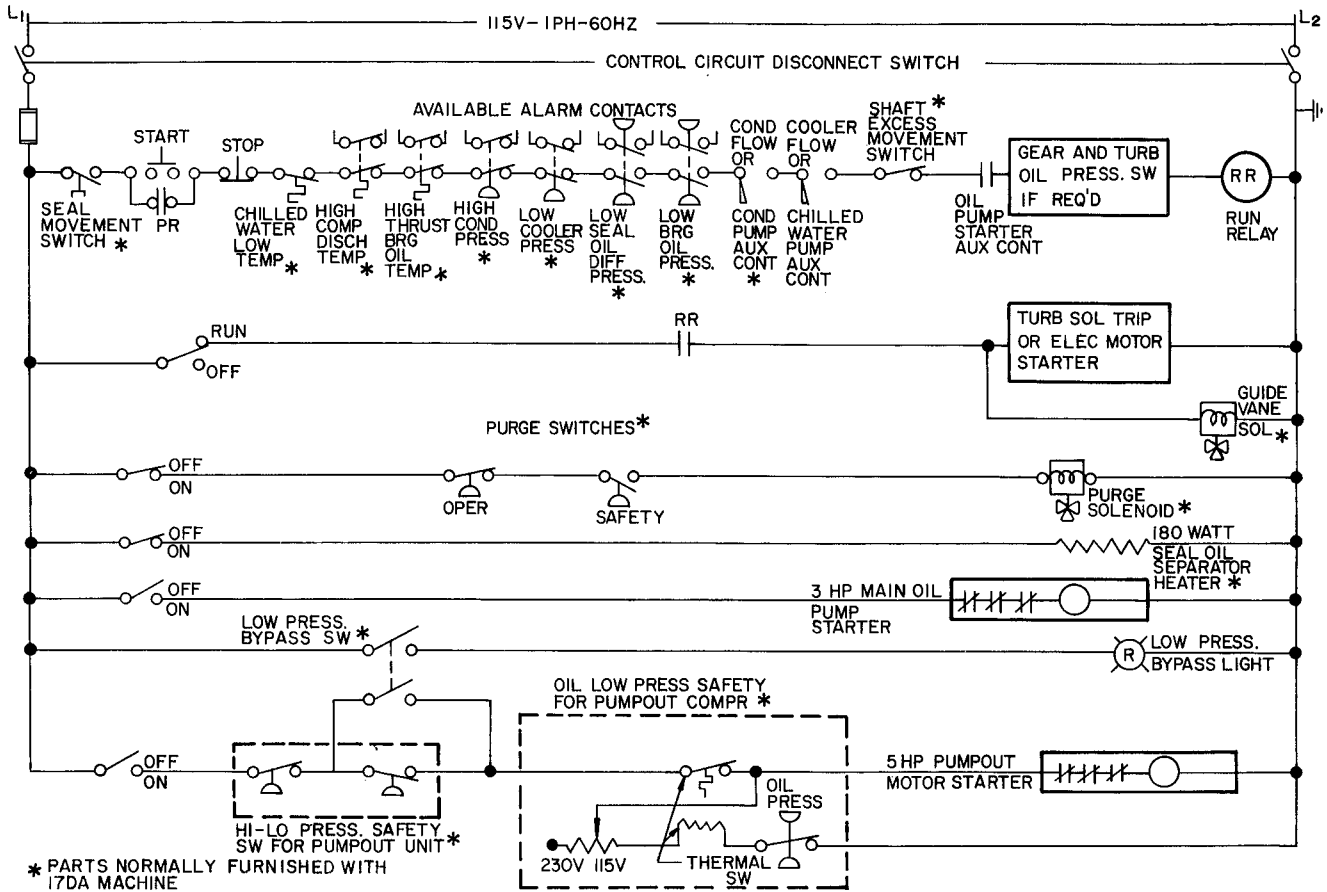 L1
115V-1PH-60HZ
L2
CONTROL CIRCUIT DISCONNECT SWITCH
AVAILABLE ALARM CONTACTS
START
STOP
PR
SEAL
MOVEMENT
SWITCH *
CHILLED
WATER
LOW
TEMP *
HIGH
COMP
DISCH
TEMP *
HIGH
THRUST
BRG
OIL
TEMP *
HIGH
COND
PRESS
*
LOW
COOLER
PRESS *
LOW
SEAL
OIL
DIFF
PRESS.
*
LOW
BRG
OIL
PRESS.
*
COND
FLOW
OR
COND
PUMP
AUX
CONT
*
COOLER
FLOW
OR
CHILLED
WATER
PUMP
AUX
CONT
SHAFT *
EXCESS
MOVEMENT
SWITCH
OIL
PUMP
STARTER
AUX CONT
GEAR AND TURB
OIL PRESS. SW
IF REQ'D
RR
RUN
RELAY
RUN
OFF
RR
TURB SOL TRIP
OR ELEC MOTOR
STARTER
GUIDE
VANE
SOL *
PURGE SWITCHES *
OFF
ON
OPER
SAFETY
PURGE
SOLENOID *
OFF
ON
180 WATT
SEAL OIL
SEPARATOR
HEATER *
OFF
ON
3 HP MAIN OIL
PUMP
STARTER
LOW PRESS.
BYPASS SW *
R
LOW PRESS.
BYPASS LIGHT
OIL LOW PRESS SAFETY
FOR PUMPOUT COMPR *
OFF
ON
HI-LO PRESS. SAFETY
SW FOR PUMPOUT UNIT *
OIL
PRESS
230V 115V
THERMAL
SW
5 HP PUMPOUT
MOTOR STARTER
* PARTS NORMALLY FURNISHED WITH
17DA MACHINE